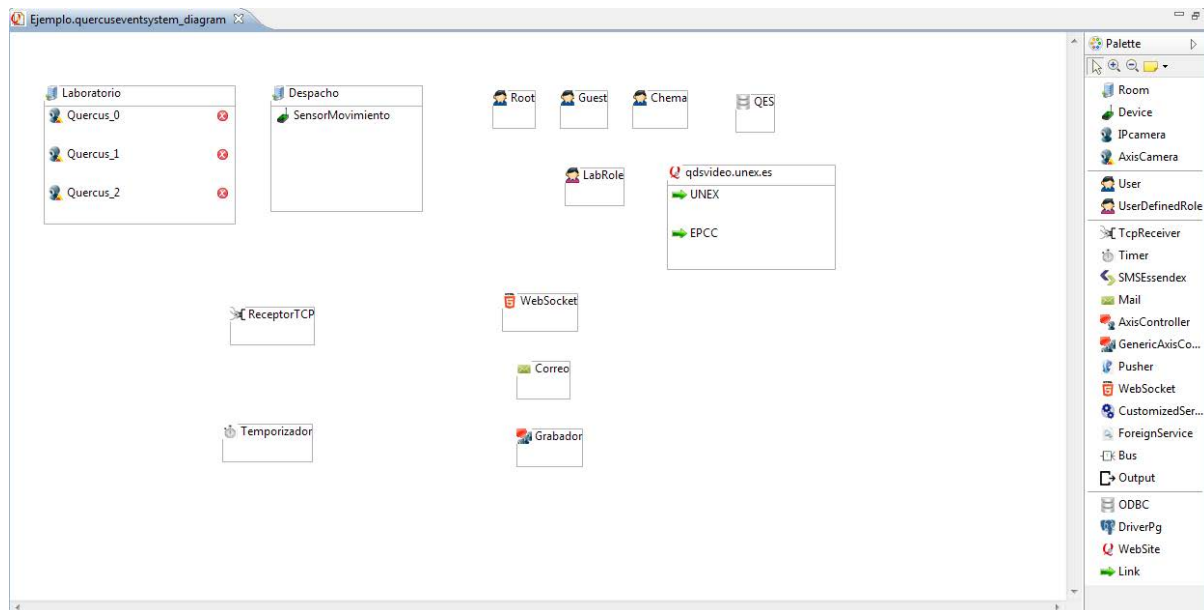 Ejemplo.quercuseventsystem_diagram
Laboratorio
Quercus_0
Quercus_1
Quercus_2
Despacho
SensorMovimiento
Root
Guest
Chema
QES
LabRole
qdsvideo.unex.es
UNEX
EPCC
ReceptorTCP
WebSocket
Correo
Temporizador
Grabador
Palette
Room
Device
IPcamera
AxisCamera
User
UserDefinedRole
TcpReceiver
Timer
SMSEssendex
Mail
AxisController
GenericAxisCo...
Pusher
WebSocket
CustomizedSer...
ForeignService
Bus
Output
ODBC
DriverPg
WebSite
Link